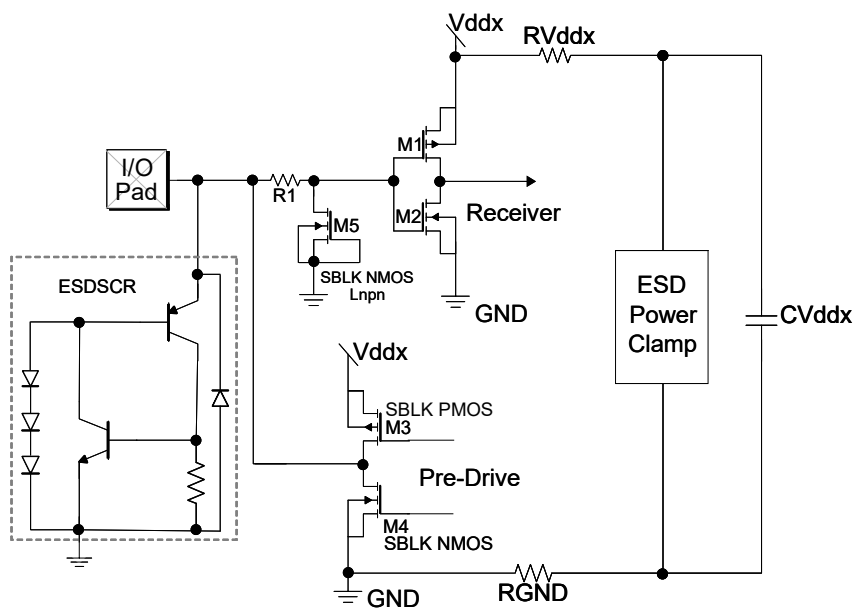 Vddx
RVddx
I/O
Pad
M1
R1
M2
Receiver
M5
SBLK NMOS
Lnpn
GND
ESDSCR
ESD
Power
Clamp
CVddx
Vddx
SBLK PMOS
M3
Pre-Drive
M4
SBLK NMOS
GND
RGND